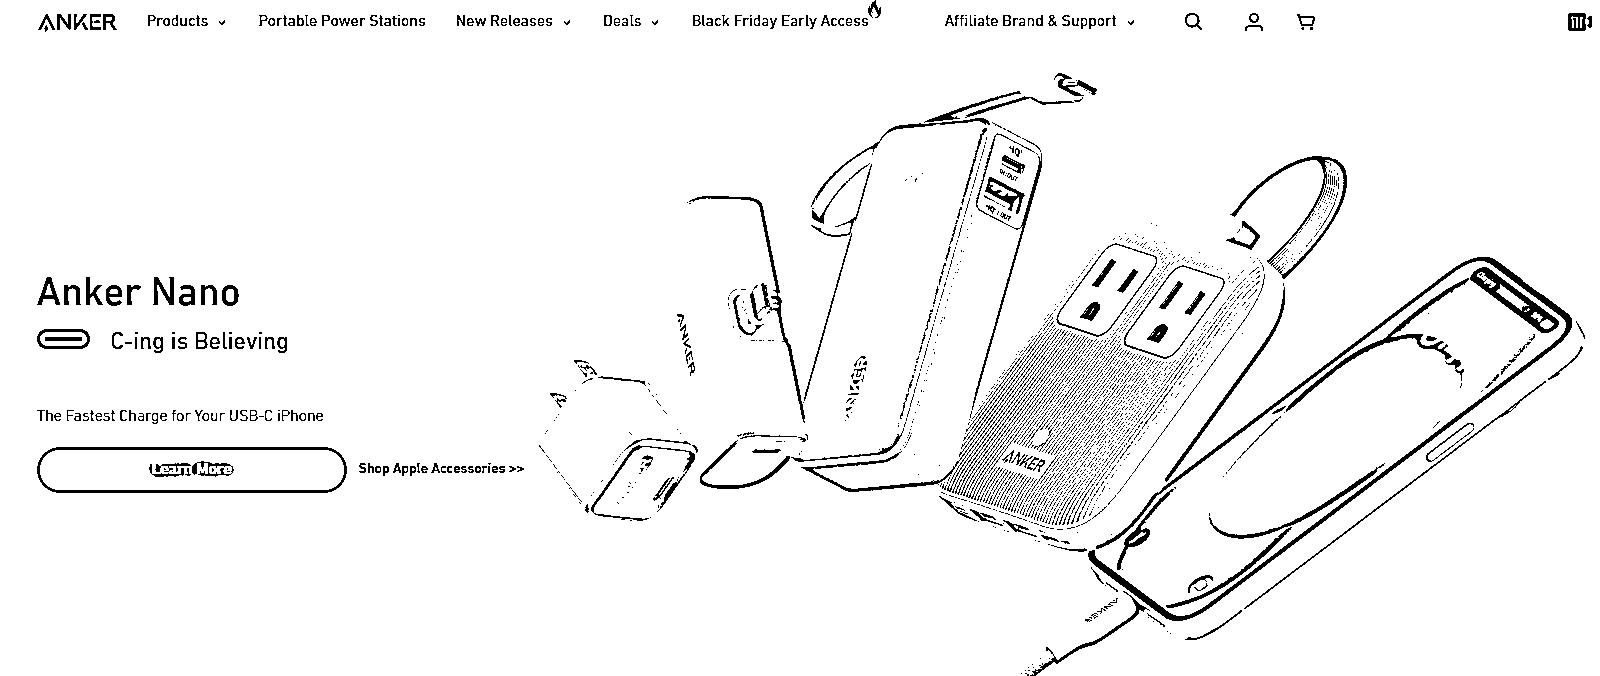 ANKER Products Portable Power Stations New Releases Deals Black Friday Early Access Affiliate Brand & Support
Anker Nano
C-ing is Believing
The Fastest Charge for Your USB-C iPhone
Learn More Shop Apple Accessories >>
ANKER
ANKER
ANKER
ANKER